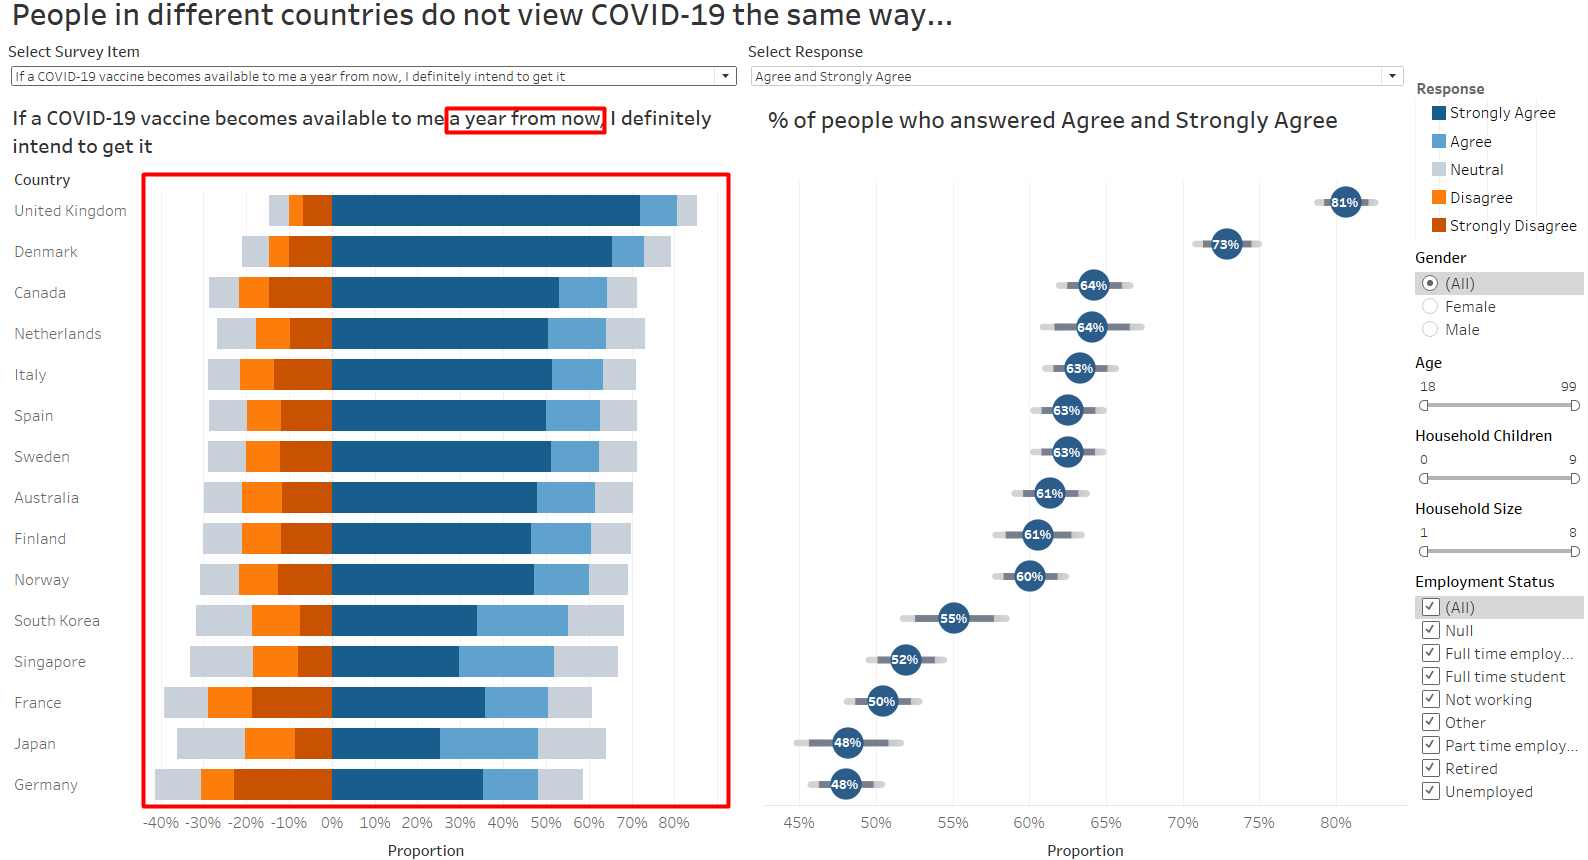 People in different countries do not view COVID-19 the same way...
Select Survey Item
If a COVID-19 vaccine becomes available to me a year from now, I definitely intend to get it
Select Response
Agree and Strongly Agree
If a COVID-19 vaccine becomes available to me a year from now, I definitely
intend to get it
Country
United Kingdom
Denmark
Canada
Netherlands
Italy
Spain
Sweden
Australia
Finland
Norway
South Korea
Singapore
France
Japan
Germany
-40% -30% -20% -10% 0% 10% 20% 30% 40% 50% 60% 70% 80%
Proportion
% of people who answered Agree and Strongly Agree
81%
73%
64%
64%
63%
63%
63%
61%
61%
60%
55%
52%
50%
48%
48%
45% 50% 55% 60% 65% 70% 75% 80%
Proportion
Response
Strongly Agree
Agree
Neutral
Disagree
Strongly Disagree
Gender
(All)
Female
Male
Age
18 99
Household Children
0 9
Household Size
1 8
Employment Status
(All)
Null
Full time employ...
Full time student
Not working
Other
Part time employ...
Retired
Unemployed